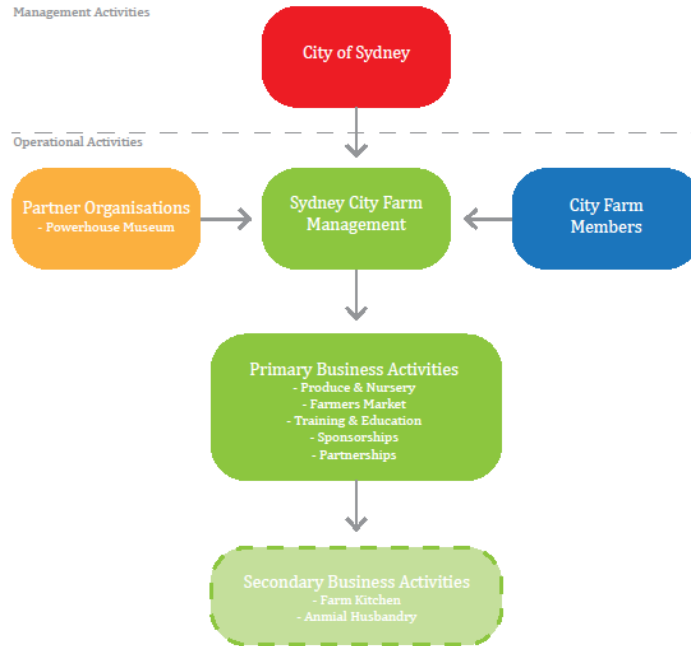 Management Activities
City of Sydney
Operational Activities
Partner Organisations
- Powerhouse Museum
Sydney City Farm
Management
City Farm
Members
Primary Business Activities
- Produce & Nursery
- Farmers Market
- Training & Education
- Sponsorships
- Partnerships
Secondary Business Activities
- Farm Kitchen
- Anmial Husbandry